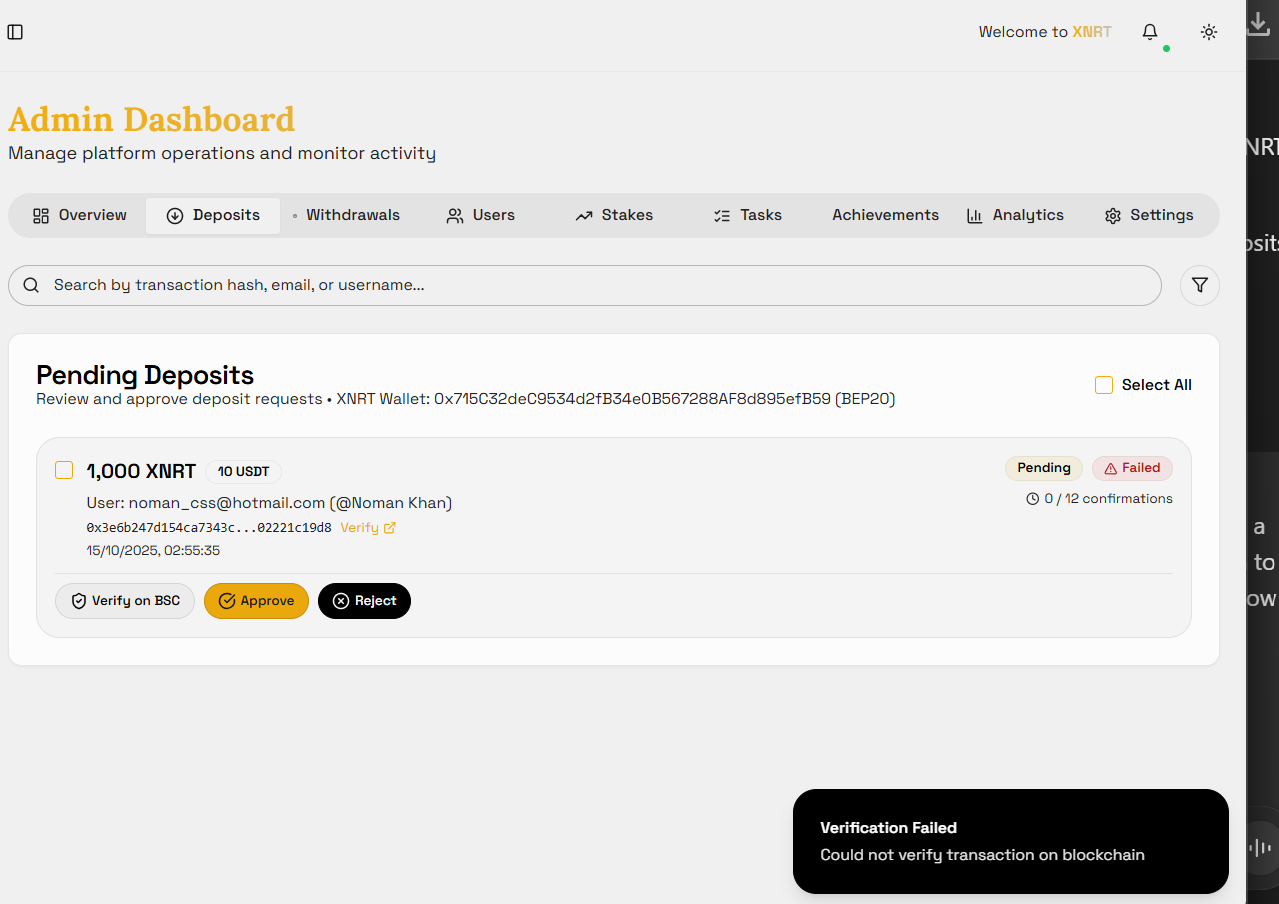 Welcome to XNRT
Admin Dashboard
Manage platform operations and monitor activity
Overview Deposits Withdrawals Users Stakes Tasks Achievements Analytics Settings
Search by transaction hash, email, or username...
Pending Deposits
Select All
Review and approve deposit requests • XNRT Wallet: 0x715C32deC9534d2fB34e0B567288AF8d895efB59 (BEP20)
1,000 XNRT 10 USDT Pending Failed
User: noman_css@hotmail.com (@Noman Khan) 0 / 12 confirmations
0x3e6b247d154ca7343c...02221c19d8 Verify
15/10/2025, 02:55:35
Verify on BSC Approve Reject
Verification Failed
Could not verify transaction on blockchain
a
to